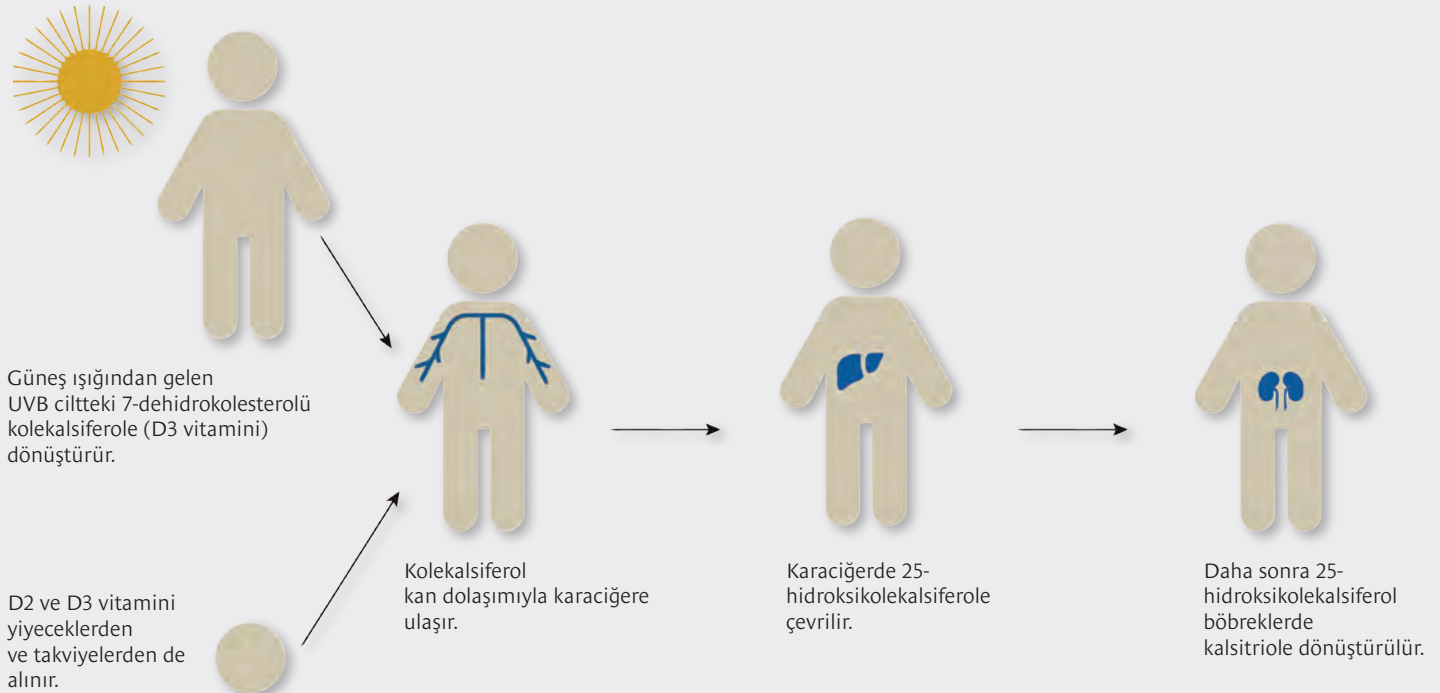 Güneş ışığından gelen
UVB ciltteki 7-dehidrokolesterolü
kolekalsiferole (D3 vitamini)
dönüştürür.
D2 ve D3 vitamini
yiyeceklerden
ve takviyelerden de
alınır.
Kolekalsiferol
kan dolaşımıyla karaciğere
ulaşır.
Karaciğerde 25-
hidroksikolekalsiferole
çevrilir.
Daha sonra 25-
hidroksikolekalsiferol
böbreklerde
kalsitriole dönüştürülür.